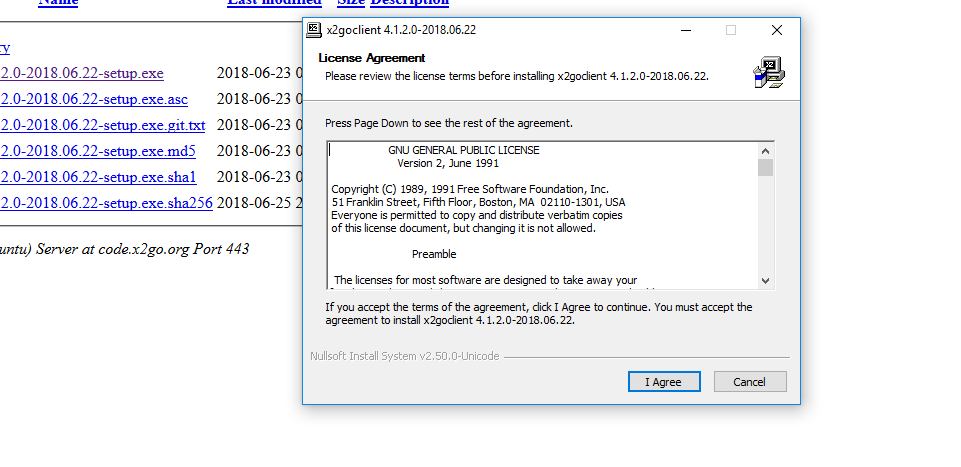 Name Last modified Size Description
ry
2.0-2018.06.22-setup.exe 2018-06-23 0
2.0-2018.06.22-setup.exe.asc 2018-06-23 0
2.0-2018.06.22-setup.exe.git.txt 2018-06-23 0
2.0-2018.06.22-setup.exe.md5 2018-06-23 0
2.0-2018.06.22-setup.exe.sha1 2018-06-23 0
2.0-2018.06.22-setup.exe.sha256 2018-06-25 2
untu) Server at code.x2go.org Port 443
x2goclient 4.1.2.0-2018.06.22
License Agreement
Please review the license terms before installing x2goclient 4.1.2.0-2018.06.22.
Press Page Down to see the rest of the agreement.
GNU GENERAL PUBLIC LICENSE
Version 2, June 1991
Copyright (C) 1989, 1991 Free Software Foundation, Inc.
51 Franklin Street, Fifth Floor, Boston, MA 02110-1301, USA
Everyone is permitted to copy and distribute verbatim copies
of this license document, but changing it is not allowed.
Preamble
The licenses for most software are designed to take away your
If you accept the terms of the agreement, click I Agree to continue. You must accept the
agreement to install x2goclient 4.1.2.0-2018.06.22.
Nullsoft Install System v2.50.0-Unicode
I Agree Cancel